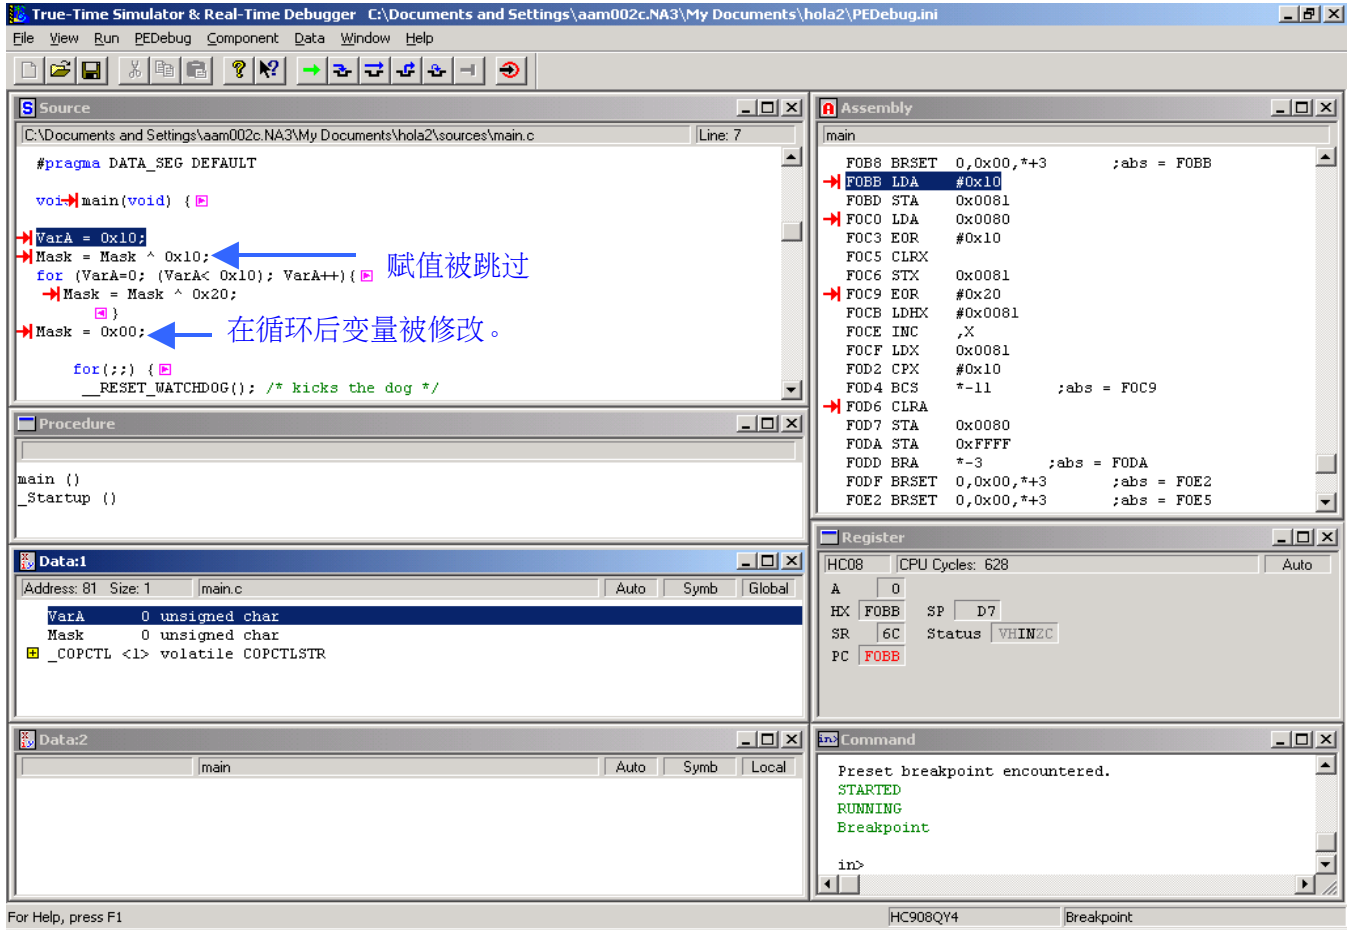 True-Time Simulator & Real-Time Debugger C:\Documents and Settings\aam002c.NA3\My Documents\hola2\PEDebug.ini
File View Run PEDebug Component Data Window Help
Source
C:\Documents and Settings\aam002c.NA3\My Documents\hola2\sources\main.c Line: 7
#pragma DATA_SEG DEFAULT
voi main(void) {
VarA = 0x10;
Mask = Mask ^ 0x10;
赋值被跳过
for (VarA=0; (VarA< 0x10); VarA++){
Mask = Mask ^ 0x20;
}
Mask = 0x00;
在循环后变量被修改。
for(;;) {
__RESET_WATCHDOG(); /* kicks the dog */
Procedure
main ()
_Startup ()
Data:1
Address: 81 Size: 1 main.c Auto Symb Global
VarA 0 unsigned char
Mask 0 unsigned char
_COPCTL <1> volatile COPCTLSTR
Data:2
main Auto Symb Local
Assembly
main
F0B8 BRSET 0,0x00,*+3 ;abs = F0BB
F0BB LDA #0x10
F0BD STA 0x0081
F0C0 LDA 0x0080
F0C3 EOR #0x10
F0C5 CLRX
F0C6 STX 0x0081
F0C9 EOR #0x20
F0CB LDHX #0x0081
F0CE INC ,X
F0CF LDX 0x0081
F0D2 CPX #0x10
F0D4 BCS *-11 ;abs = F0C9
F0D6 CLRA
F0D7 STA 0x0080
F0DA STA 0xFFFF
F0DD BRA *-3 ;abs = F0DA
F0DF BRSET 0,0x00,*+3 ;abs = F0E2
F0E2 BRSET 0,0x00,*+3 ;abs = F0E5
Register
HC08 CPU Cycles: 628 Auto
A 0
HX F0BB SP D7
SR 6C Status VHINZC
PC F0BB
Command
Preset breakpoint encountered.
STARTED
RUNNING
Breakpoint
in>
For Help, press F1 HC908QY4 Breakpoint